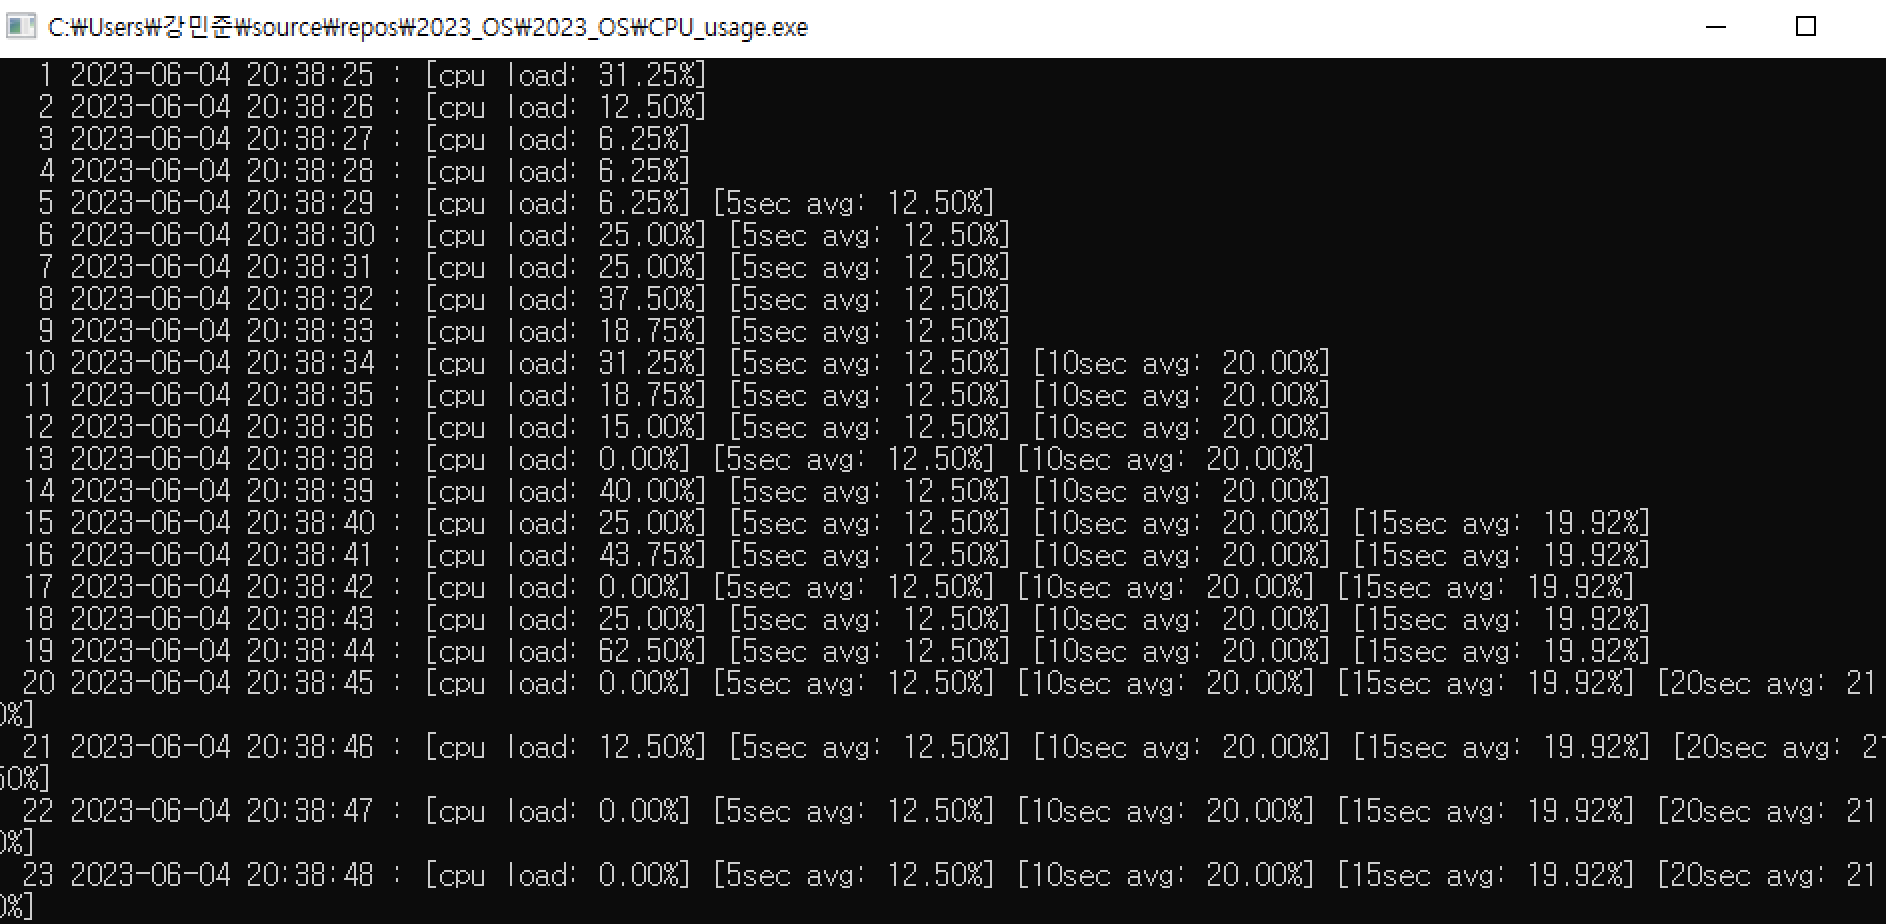 C:₩Users₩강민준₩source₩repos₩2023_OS₩2023_OS₩CPU_usage.exe
1 2023-06-04 20:38:25 : [cpu load: 31.25%]
2 2023-06-04 20:38:26 : [cpu load: 12.50%]
3 2023-06-04 20:38:27 : [cpu load: 6.25%]
4 2023-06-04 20:38:28 : [cpu load: 6.25%]
5 2023-06-04 20:38:29 : [cpu load: 6.25%] [5sec avg: 12.50%]
6 2023-06-04 20:38:30 : [cpu load: 25.00%] [5sec avg: 12.50%]
7 2023-06-04 20:38:31 : [cpu load: 25.00%] [5sec avg: 12.50%]
8 2023-06-04 20:38:32 : [cpu load: 37.50%] [5sec avg: 12.50%]
9 2023-06-04 20:38:33 : [cpu load: 18.75%] [5sec avg: 12.50%]
10 2023-06-04 20:38:34 : [cpu load: 31.25%] [5sec avg: 12.50%] [10sec avg: 20.00%]
11 2023-06-04 20:38:35 : [cpu load: 18.75%] [5sec avg: 12.50%] [10sec avg: 20.00%]
12 2023-06-04 20:38:36 : [cpu load: 15.00%] [5sec avg: 12.50%] [10sec avg: 20.00%]
13 2023-06-04 20:38:38 : [cpu load: 0.00%] [5sec avg: 12.50%] [10sec avg: 20.00%]
14 2023-06-04 20:38:39 : [cpu load: 40.00%] [5sec avg: 12.50%] [10sec avg: 20.00%]
15 2023-06-04 20:38:40 : [cpu load: 25.00%] [5sec avg: 12.50%] [10sec avg: 20.00%] [15sec avg: 19.92%]
16 2023-06-04 20:38:41 : [cpu load: 43.75%] [5sec avg: 12.50%] [10sec avg: 20.00%] [15sec avg: 19.92%]
17 2023-06-04 20:38:42 : [cpu load: 0.00%] [5sec avg: 12.50%] [10sec avg: 20.00%] [15sec avg: 19.92%]
18 2023-06-04 20:38:43 : [cpu load: 25.00%] [5sec avg: 12.50%] [10sec avg: 20.00%] [15sec avg: 19.92%]
19 2023-06-04 20:38:44 : [cpu load: 62.50%] [5sec avg: 12.50%] [10sec avg: 20.00%] [15sec avg: 19.92%]
20 2023-06-04 20:38:45 : [cpu load: 0.00%] [5sec avg: 12.50%] [10sec avg: 20.00%] [15sec avg: 19.92%] [20sec avg: 21
0%]
21 2023-06-04 20:38:46 : [cpu load: 12.50%] [5sec avg: 12.50%] [10sec avg: 20.00%] [15sec avg: 19.92%] [20sec avg: 21
50%]
22 2023-06-04 20:38:47 : [cpu load: 0.00%] [5sec avg: 12.50%] [10sec avg: 20.00%] [15sec avg: 19.92%] [20sec avg: 21
0%]
23 2023-06-04 20:38:48 : [cpu load: 0.00%] [5sec avg: 12.50%] [10sec avg: 20.00%] [15sec avg: 19.92%] [20sec avg: 21
0%]